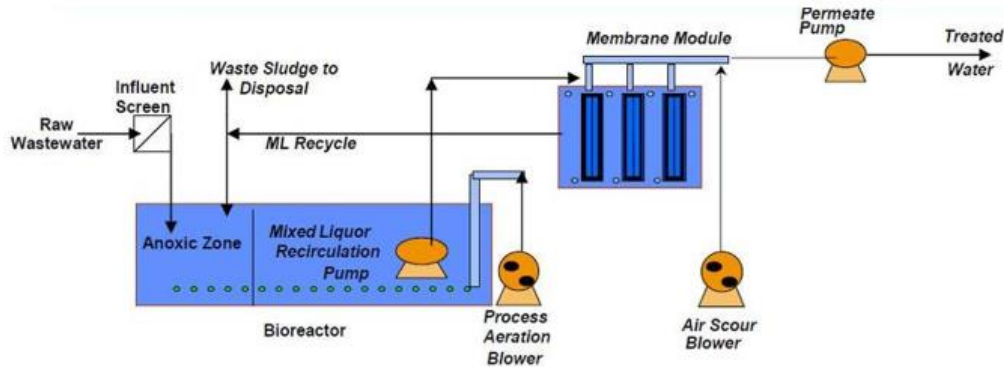 Permeate
Pump
Treated
Water
Membrane Module
Waste Sludge to
Disposal
Influent
Screen
Raw
Wastewater
ML Recycle
Anoxic Zone
Mixed Liquor
Recirculation
Pump
Bioreactor
Process
Aeration
Blower
Air Scour
Blower